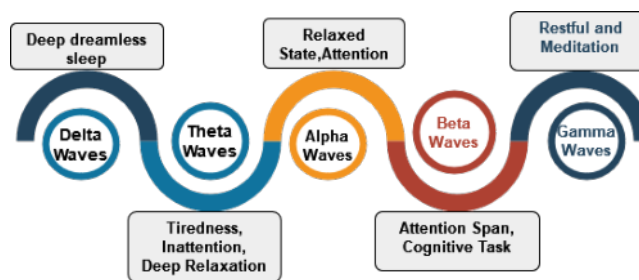 Deep dreamless
sleep
Relaxed
State,Attention
Restful and
Meditation
Delta
Waves
Theta
Waves
Alpha
Waves
Beta
Waves
Gamma
Waves
Tiredness,
Inattention,
Deep Relaxation
Attention Span,
Cognitive Task